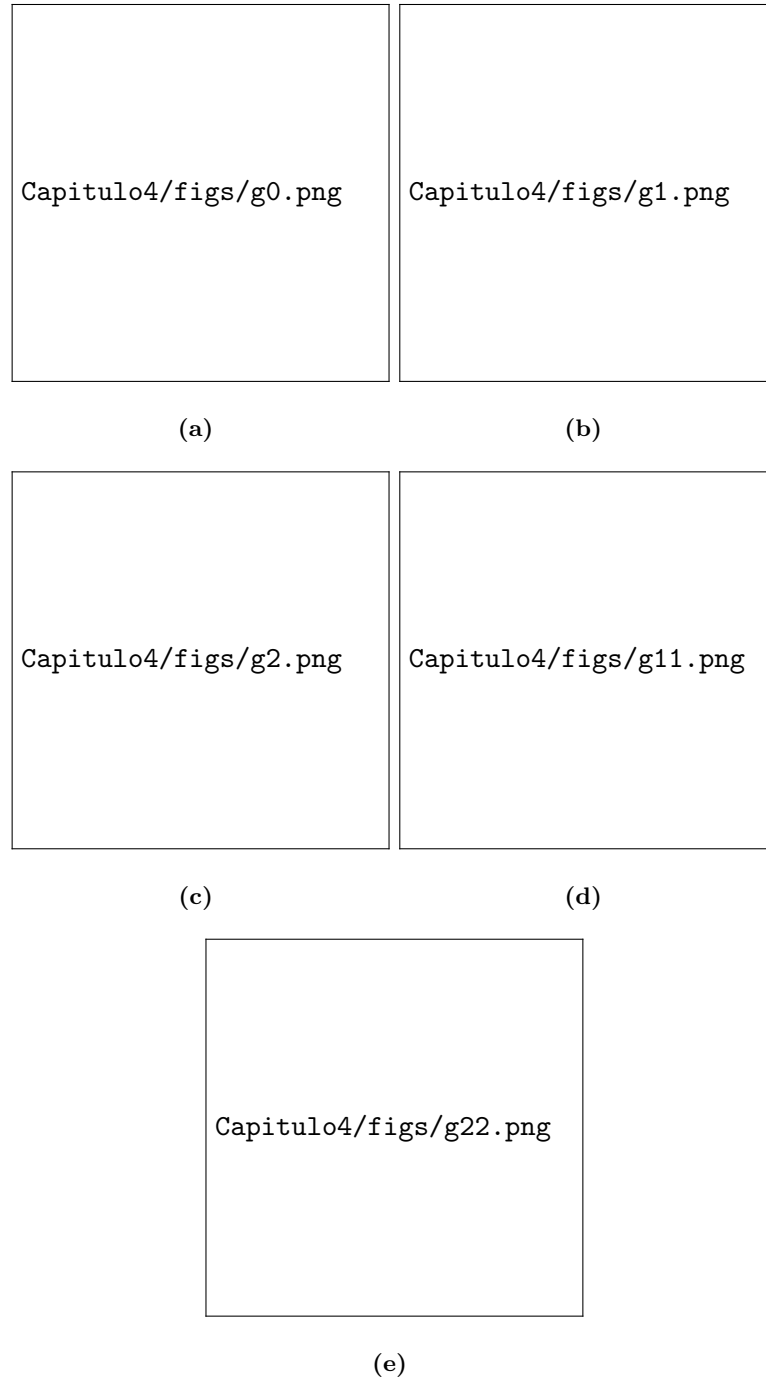 Capitulo4/figs/g0.png
Capitulo4/figs/g1.png
(a)
(b)
Capitulo4/figs/g2.png
Capitulo4/figs/g11.png
(c)
(d)
Capitulo4/figs/g22.png
(e)